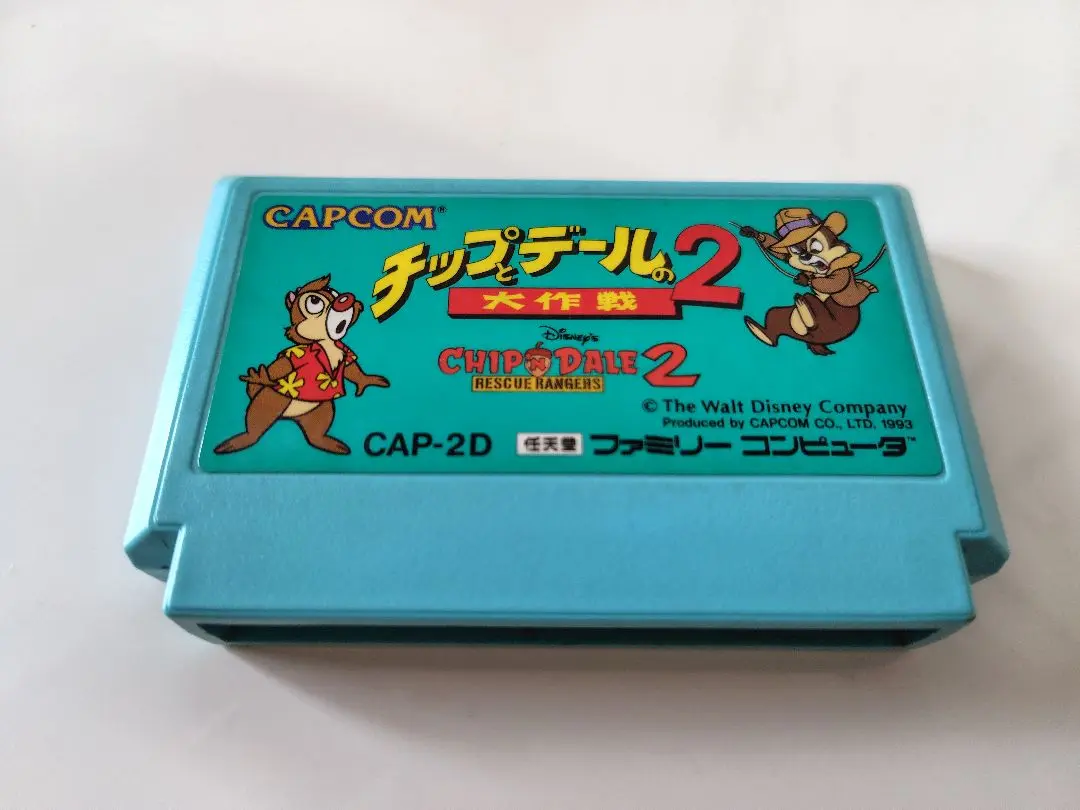 CAPCOM®
チップとデールの2
大作戦
Disney's
CHIP 'N DALE 2
RESCUE RANGERS
© The Walt Disney Company
Produced by CAPCOM CO., LTD. 1993
CAP-2D 任天堂 ファミリー コンピュータ™